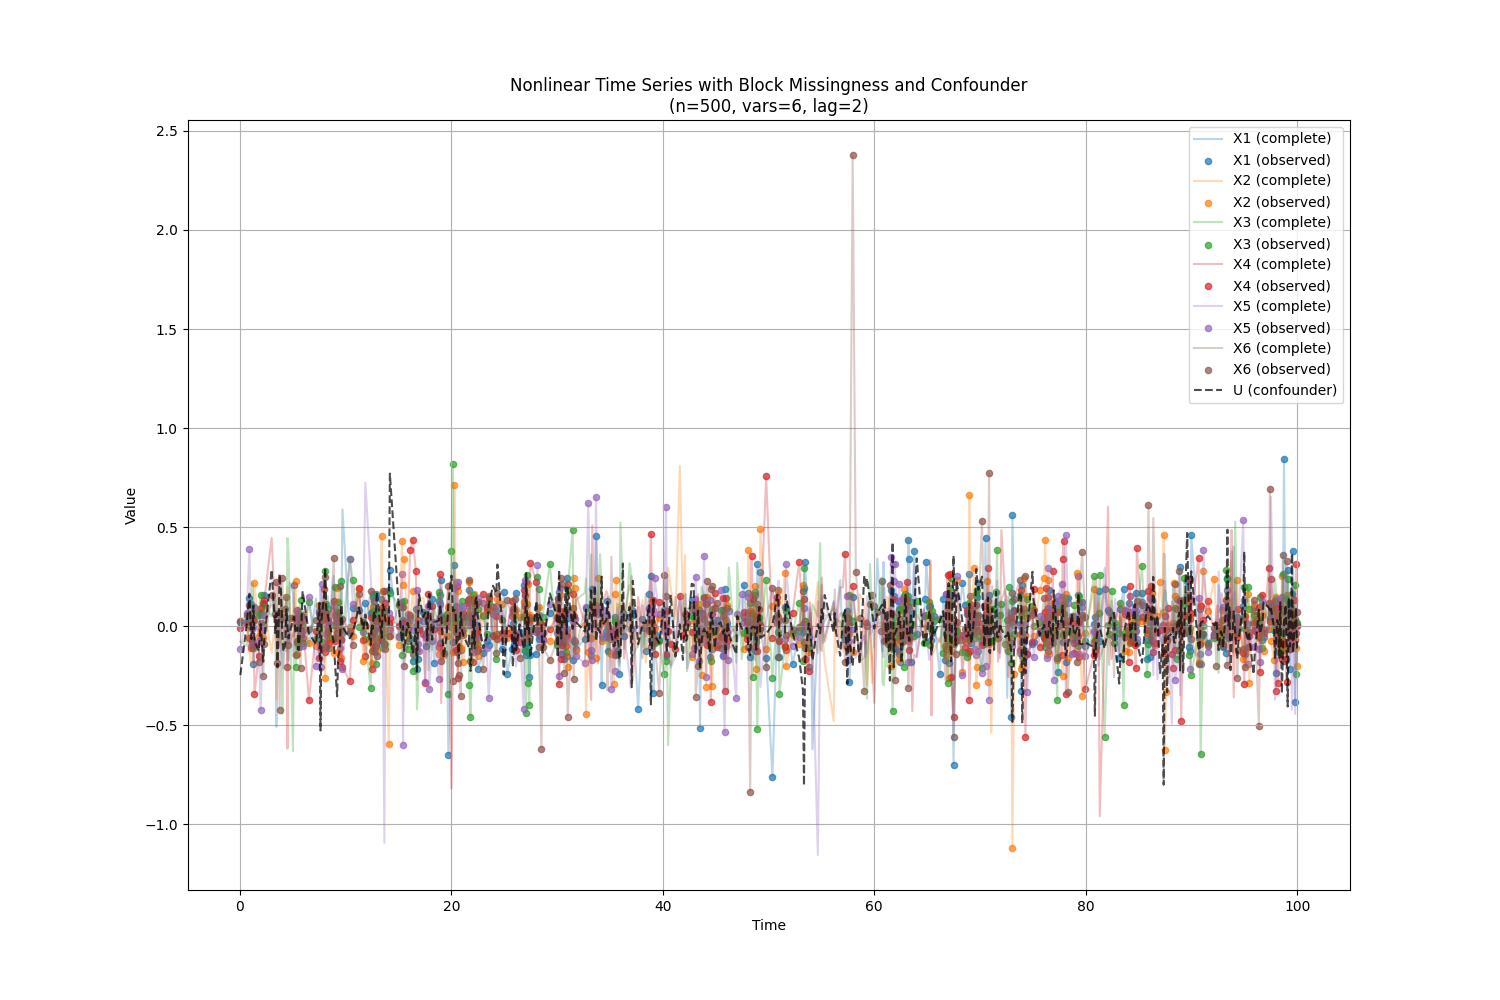 Nonlinear Time Series with Block Missingness and Confounder
(n=500, vars=6, lag=2)
2.5
2.0
1.5
1.0
0.5
0.0
−0.5
−1.0
Value
0
20
40
60
80
100
Time
X1 (complete)
X1 (observed)
X2 (complete)
X2 (observed)
X3 (complete)
X3 (observed)
X4 (complete)
X4 (observed)
X5 (complete)
X5 (observed)
X6 (complete)
X6 (observed)
U (confounder)